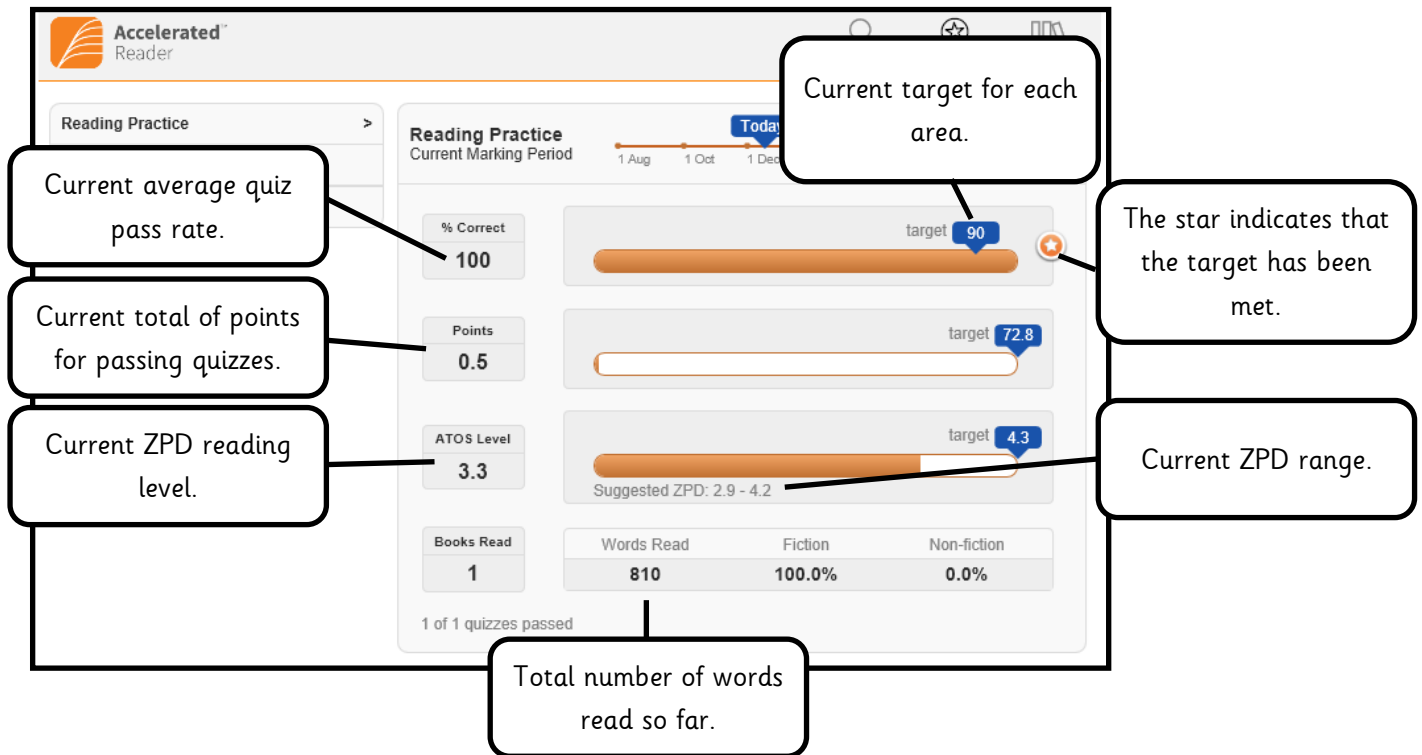 Accelerated™
Reader
Current target for each
area.
Reading Practice >
Reading Practice
Current Marking Period
Today
1 Aug 1 Oct 1 Dec
Current average quiz
pass rate.
% Correct
100
target 90
The star indicates that
the target has been
met.
Current total of points
for passing quizzes.
Points
0.5
target 72.8
Current ZPD reading
level.
ATOS Level
3.3
target 4.3
Suggested ZPD: 2.9 - 4.2
Current ZPD range.
Books Read
1
Words Read Fiction Non-fiction
810 100.0% 0.0%
1 of 1 quizzes passed
Total number of words
read so far.